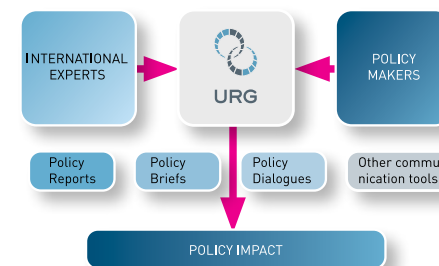 INTERNATIONAL
EXPERTS
URG
POLICY
MAKERS
Policy
Reports
Policy
Briefs
Policy
Dialogues
Other commu
nication tools
POLICY IMPACT